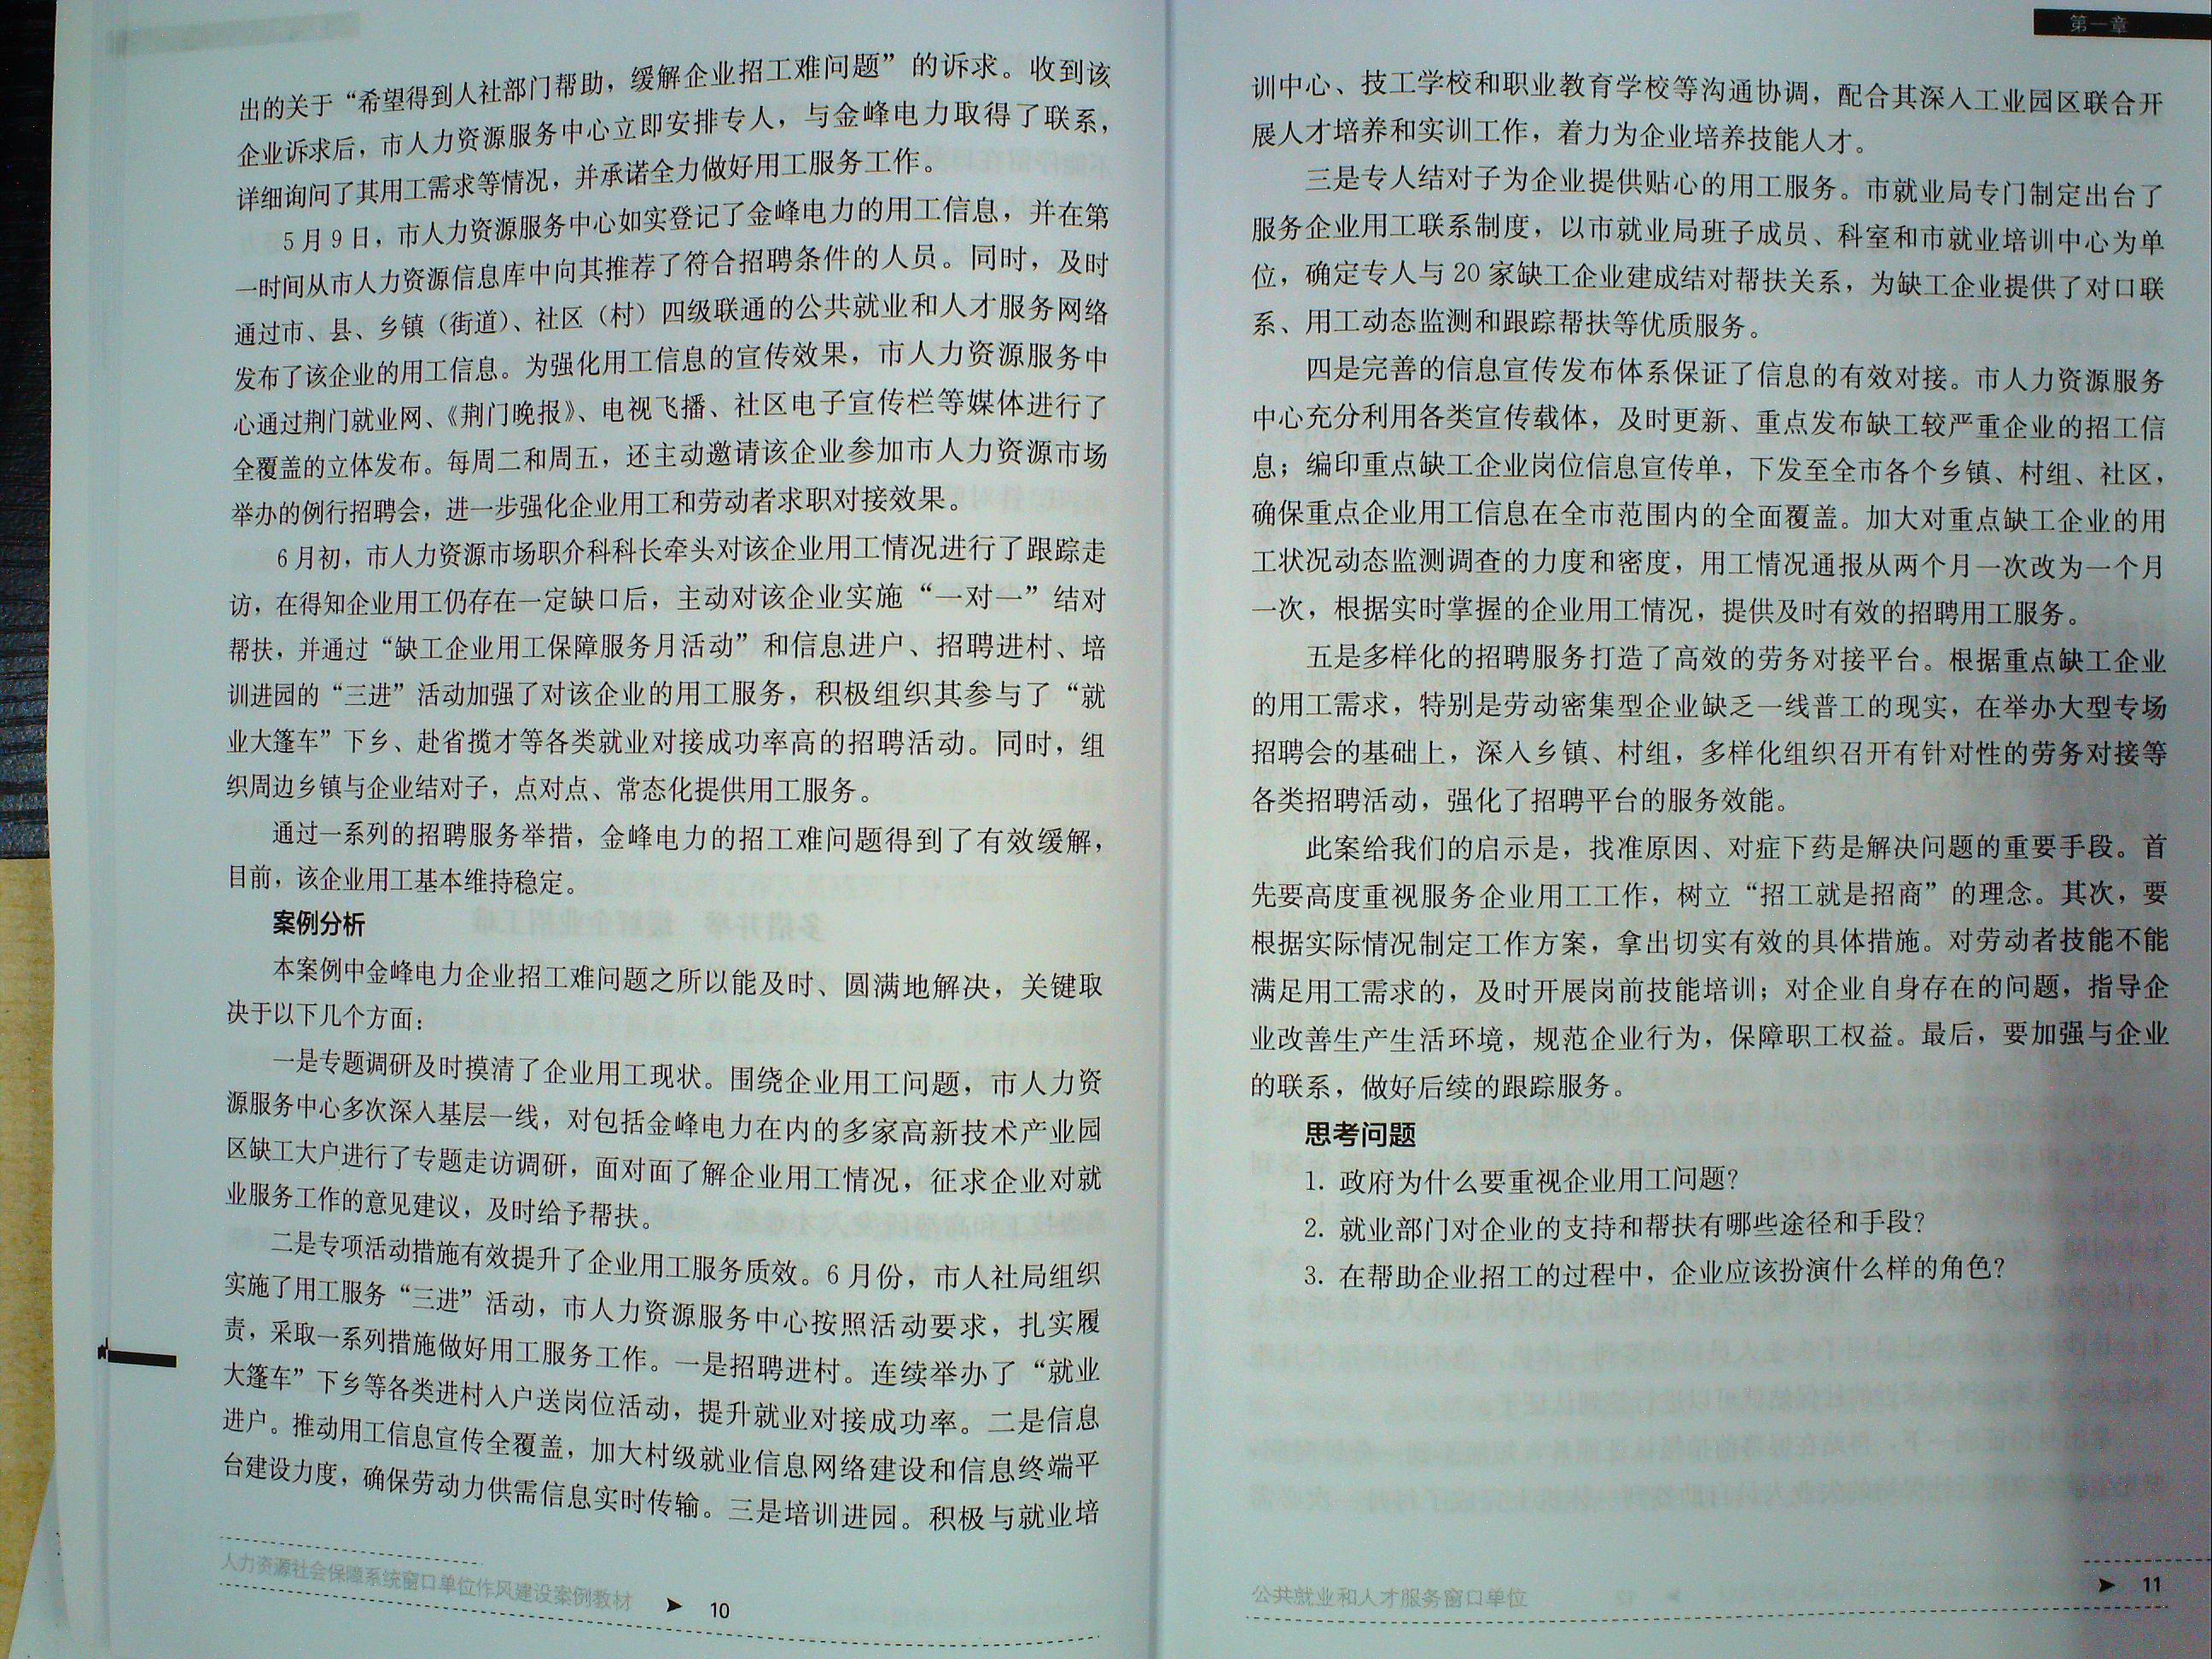 出的关于“希望得到人社部门帮助，缓解企业招工难问题”的诉求。收到该
企业诉求后，市人力资源服务中心立即安排专人，与金峰电力取得了联系，
详细询问了其用工需求等情况，并承诺全力做好用工服务工作。
5月9日，市人力资源服务中心如实登记了金峰电力的用工信息，并在第
一时间从市人力资源信息库中向其推荐了符合招聘条件的人员。同时，及时
通过市、县、乡镇（街道）、社区（村）四级联通的公共就业和人才服务网络
发布了该企业的用工信息。为强化用工信息的宣传效果，市人力资源服务中
心通过荆门就业网、《荆门晚报》、电视飞播、社区电子宣传栏等媒体进行了
全覆盖的立体发布。每周二和周五，还主动邀请该企业参加市人力资源市场
举办的例行招聘会，进一步强化企业用工和劳动者求职对接效果。
6月初，市人力资源市场职介科科长牵头对该企业用工情况进行了跟踪走
访，在得知企业用工仍存在一定缺口后，主动对该企业实施“一对一”结对
帮扶，并通过“缺工企业用工保障服务月活动”和信息进户、招聘进村、培
训进园的“三进”活动加强了对该企业的用工服务，积极组织其参与了“就
业大篷车”下乡、赴省揽才等各类就业对接成功率高的招聘活动。同时，组
织周边乡镇与企业结对子，点对点、常态化提供用工服务。
通过一系列的招聘服务举措，金峰电力的招工难问题得到了有效缓解，
目前，该企业用工基本维持稳定。
案例分析
本案例中金峰电力企业招工难问题之所以能及时、圆满地解决，关键取
决于以下几个方面：
一是专题调研及时摸清了企业用工现状。围绕企业用工问题，市人力资
源服务中心多次深入基层一线，对包括金峰电力在内的多家高新技术产业园
区缺工大户进行了专题走访调研，面对面了解企业用工情况，征求企业对就
业服务工作的意见建议，及时给予帮扶。
二是专项活动措施有效提升了企业用工服务质效。6月份，市人社局组织
实施了用工服务“三进”活动，市人力资源服务中心按照活动要求，扎实履
责，采取一系列措施做好用工服务工作。一是招聘进村。连续举办了“就业
大篷车”下乡等各类进村入户送岗位活动，提升就业对接成功率。二是信息
进户。推动用工信息宣传全覆盖，加大村级就业信息网络建设和信息终端平
台建设力度，确保劳动力供需信息实时传输。三是培训进园。积极与就业培
人力资源社会保障系统窗口单位作风建设案例教材 10
第一章
训中心、技工学校和职业教育学校等沟通协调，配合其深入工业园区联合开
展人才培养和实训工作，着力为企业培养技能人才。
三是专人结对子为企业提供贴心的用工服务。市就业局专门制定出台了
服务企业用工联系制度，以市就业局班子成员、科室和市就业培训中心为单
位，确定专人与20家缺工企业建成结对帮扶关系，为缺工企业提供了对口联
系、用工动态监测和跟踪帮扶等优质服务。
四是完善的信息宣传发布体系保证了信息的有效对接。市人力资源服务
中心充分利用各类宣传载体，及时更新、重点发布缺工较严重企业的招工信
息；编印重点缺工企业岗位信息宣传单，下发至全市各个乡镇、村组、社区，
确保重点企业用工信息在全市范围内的全面覆盖。加大对重点缺工企业的用
工状况动态监测调查的力度和密度，用工情况通报从两个月一次改为一个月
一次，根据实时掌握的企业用工情况，提供及时有效的招聘用工服务。
五是多样化的招聘服务打造了高效的劳务对接平台。根据重点缺工企业
的用工需求，特别是劳动密集型企业缺乏一线普工的现实，在举办大型专场
招聘会的基础上，深入乡镇、村组，多样化组织召开有针对性的劳务对接等
各类招聘活动，强化了招聘平台的服务效能。
此案给我们的启示是，找准原因、对症下药是解决问题的重要手段。首
先要高度重视服务企业用工工作，树立“招工就是招商”的理念。其次，要
根据实际情况制定工作方案，拿出切实有效的具体措施。对劳动者技能不能
满足用工需求的，及时开展岗前技能培训；对企业自身存在的问题，指导企
业改善生产生活环境，规范企业行为，保障职工权益。最后，要加强与企业
的联系，做好后续的跟踪服务。
思考问题
1. 政府为什么要重视企业用工问题？
2. 就业部门对企业的支持和帮扶有哪些途径和手段？
3. 在帮助企业招工的过程中，企业应该扮演什么样的角色？
公共就业和人才服务窗口单位 11